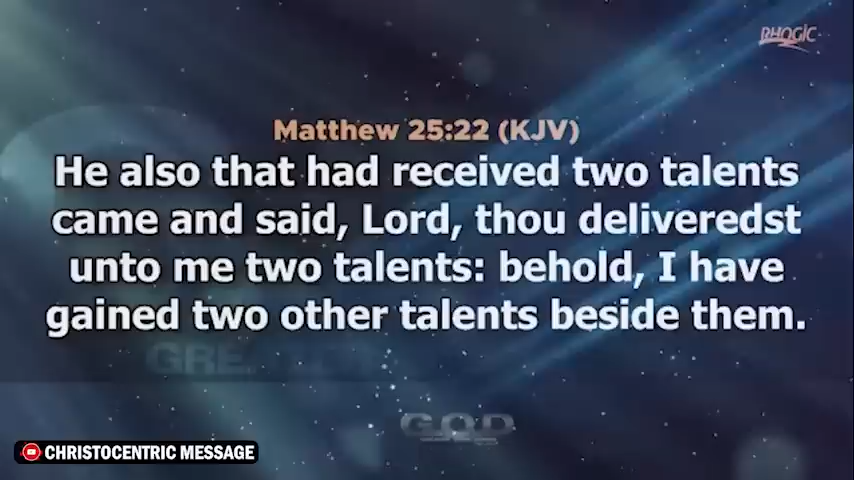 RHOGIC
Matthew 25:22 (KJV)
He also that had received two talents
came and said, Lord, thou deliveredst
unto me two talents: behold, I have
gained two other talents beside them.
G.O.D
CHRISTOCENTRIC MESSAGE